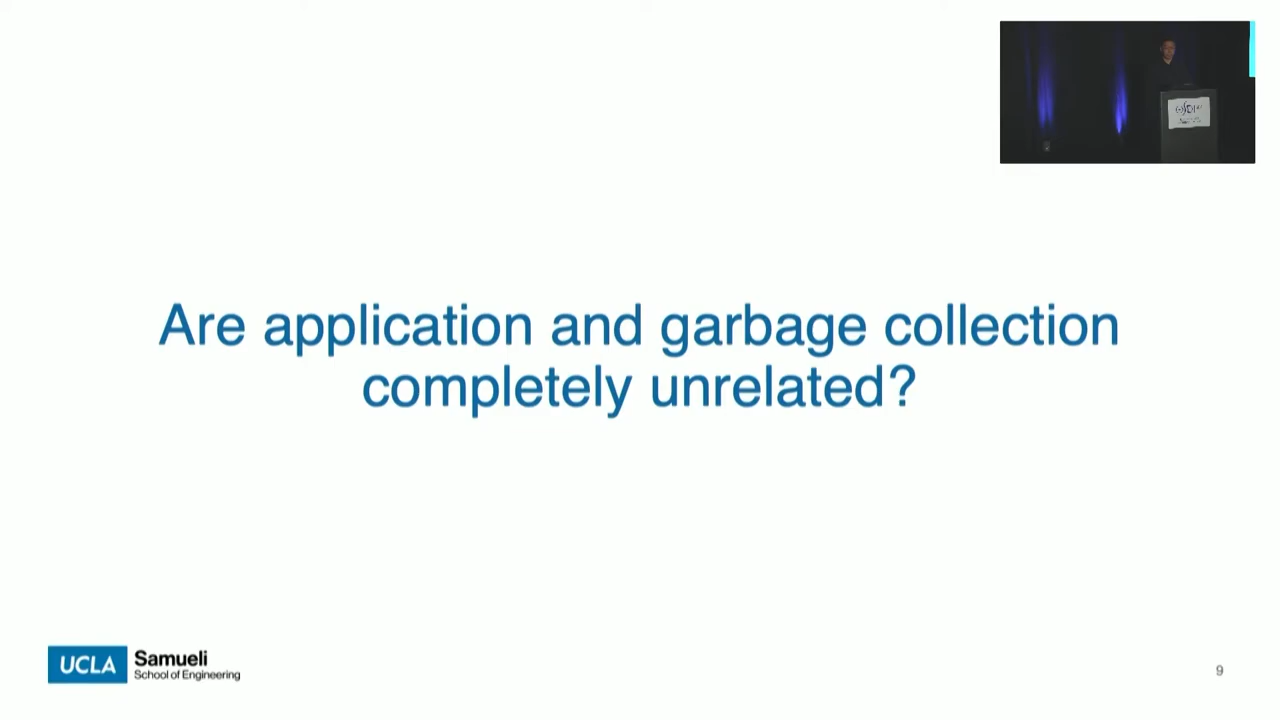 Are application and garbage collection
completely unrelated?
UCLA
Samueli
School of Engineering
9